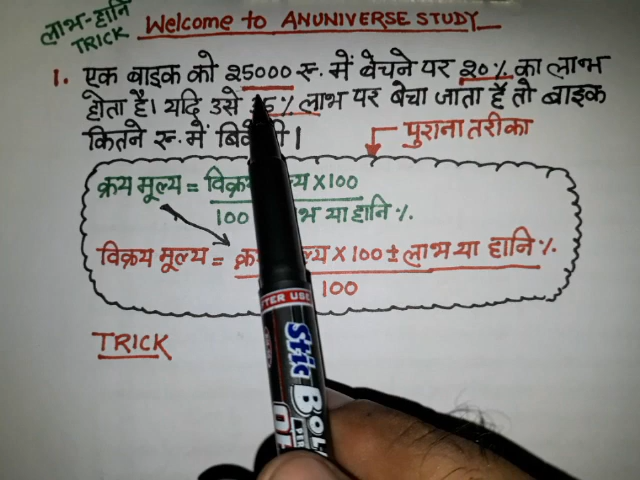 लाभ-हानि
TRICK
Welcome to ANUNIVERSE STUDY
1. एक बाइक को 25000 रु. में बेचने पर 20% का लाभ
होता है। यदि उसे % लाभ पर बेचा जाता है तो बाइक
कितने रु. में
पुराना तरीका
क्रय मूल्य = X100
100 या हानि %
विक्रय मूल्य = X 100 ± लाभ या हानि %
100
TRICK
Stic